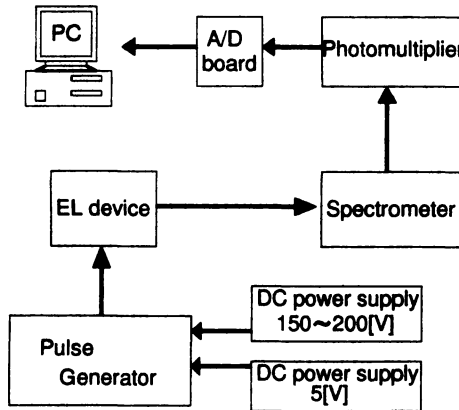 PC
A/D
board
Photomultiplier
EL device
Spectrometer
Pulse
Generator
DC power supply
150~200[V]
DC power supply
5[V]